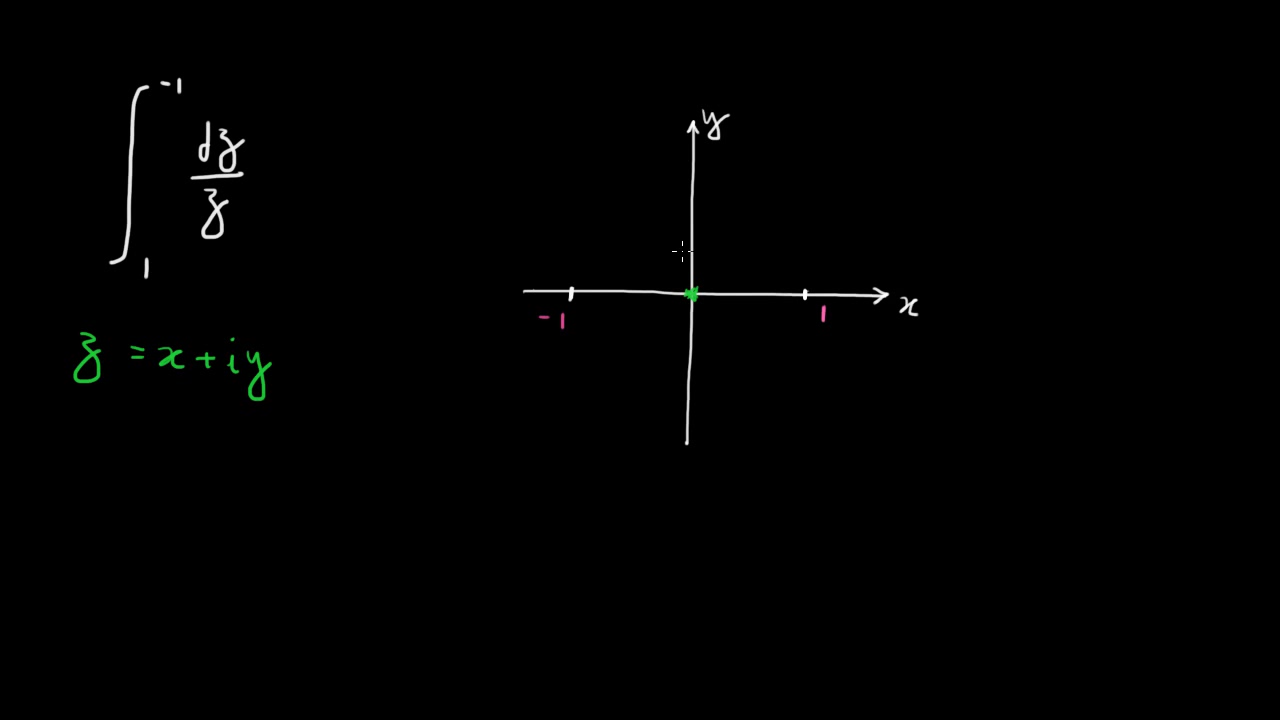 ∫₁⁻¹ dz/z
z = x + iy
y
x
-1
1